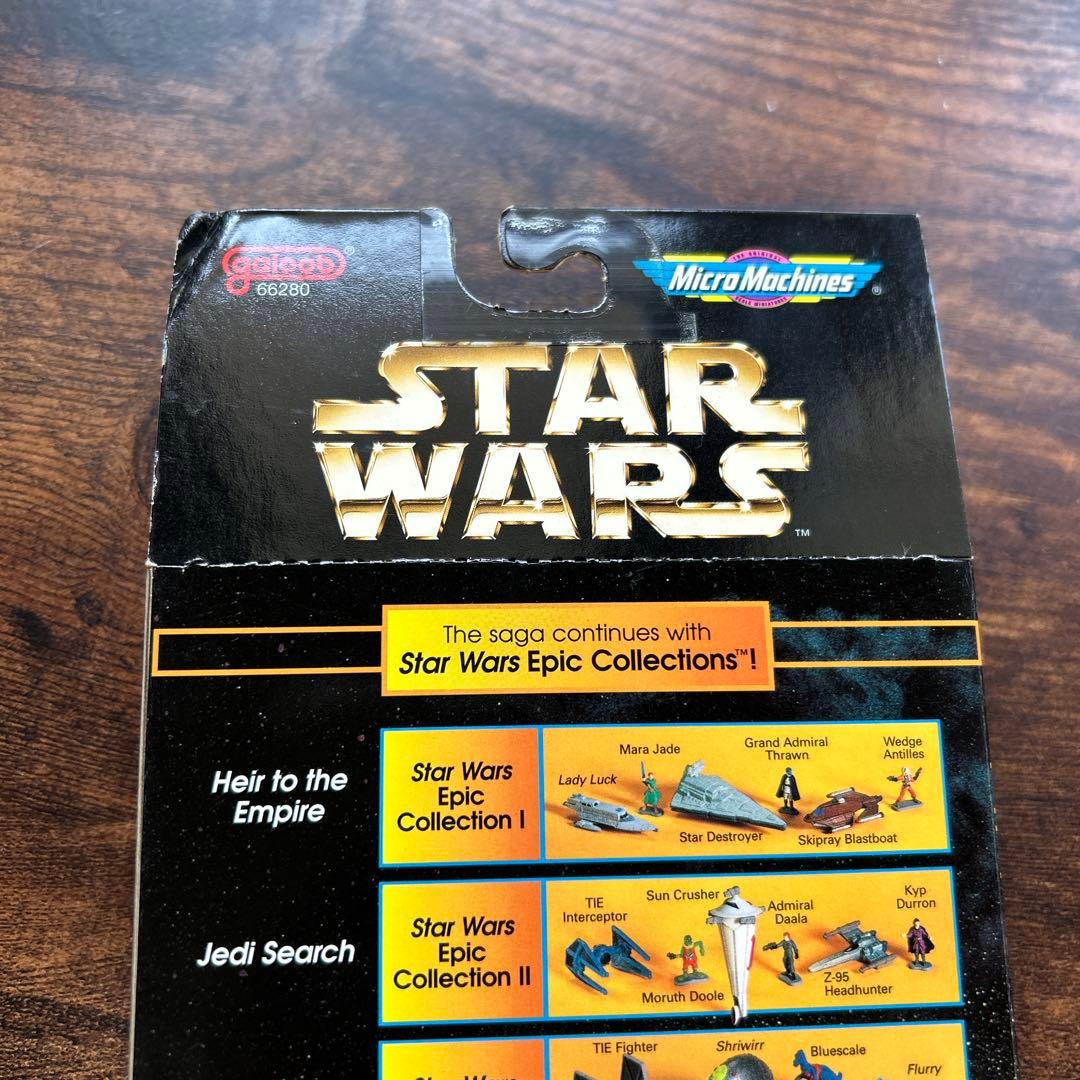 galoob®
66280
THE ORIGINAL
MicroMachines ®
SCALE MINIATURES
STAR
WARS ™
The saga continues with
Star Wars Epic Collections™!
Heir to the
Empire
Star Wars
Epic
Collection I
Lady Luck
Mara Jade
Star Destroyer
Grand Admiral
Thrawn
Skipray Blastboat
Wedge
Antilles
Jedi Search
Star Wars
Epic
Collection II
TIE
Interceptor
Sun Crusher
Moruth Doole
Admiral
Daala
Z-95
Headhunter
Kyp
Durron
Star Wars
TIE Fighter
Shriwirr
Bluescale
Flurry